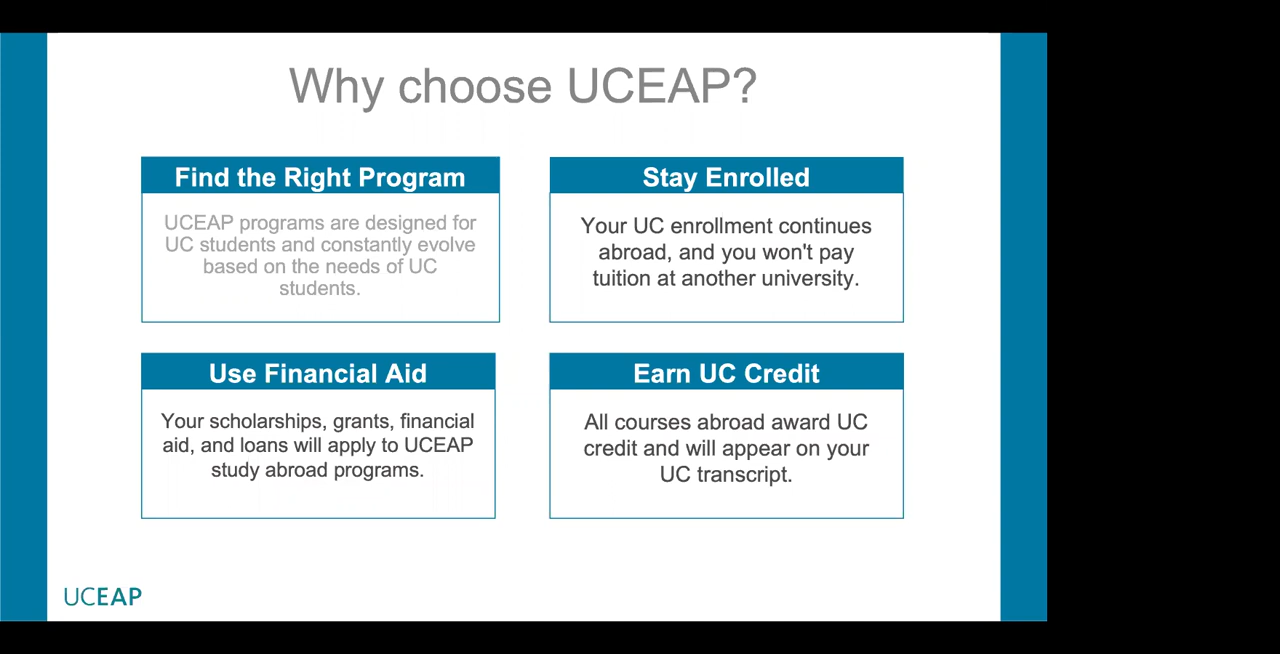 Why choose UCEAP?
Find the Right Program
UCEAP programs are designed for
UC students and constantly evolve
based on the needs of UC
students.
Stay Enrolled
Your UC enrollment continues
abroad, and you won't pay
tuition at another university.
Use Financial Aid
Your scholarships, grants, financial
aid, and loans will apply to UCEAP
study abroad programs.
Earn UC Credit
All courses abroad award UC
credit and will appear on your
UC transcript.
UCEAP